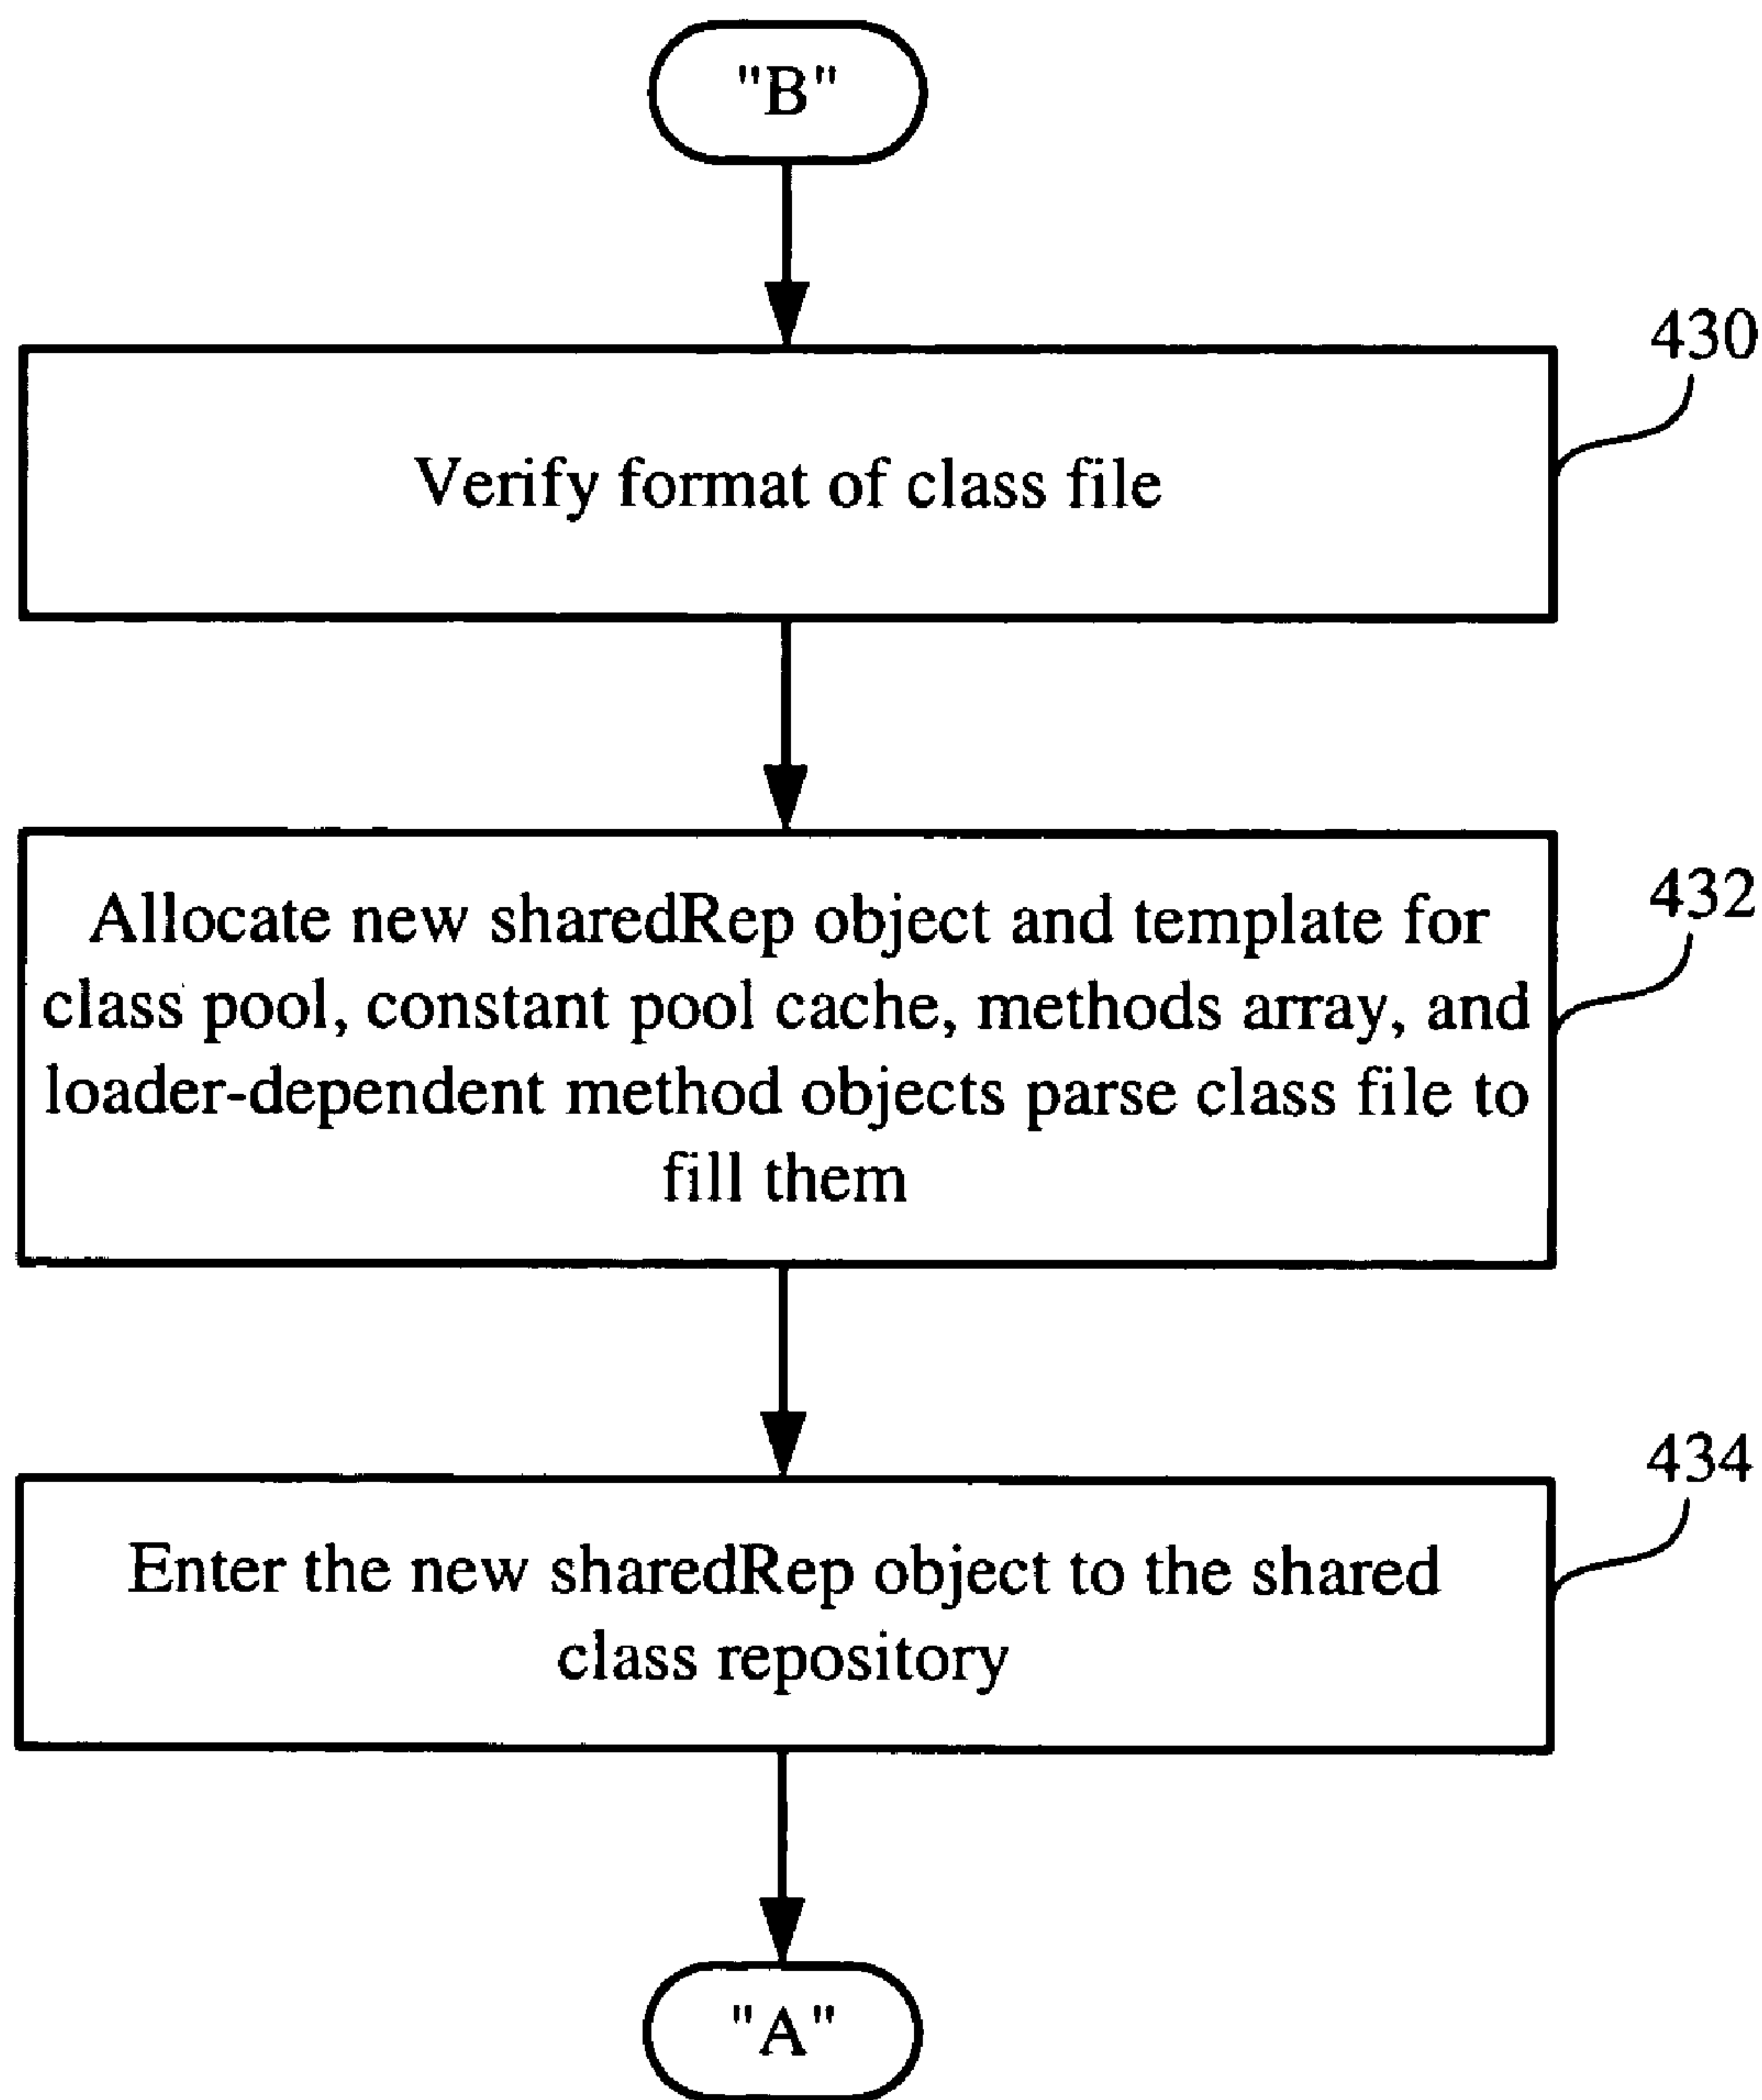 "B"
430
Verify format of class file
432
Allocate new sharedRep object and template for
class pool, constant pool cache, methods array, and
loader-dependent method objects parse class file to
fill them
434
Enter the new sharedRep object to the shared
class repository
"A"